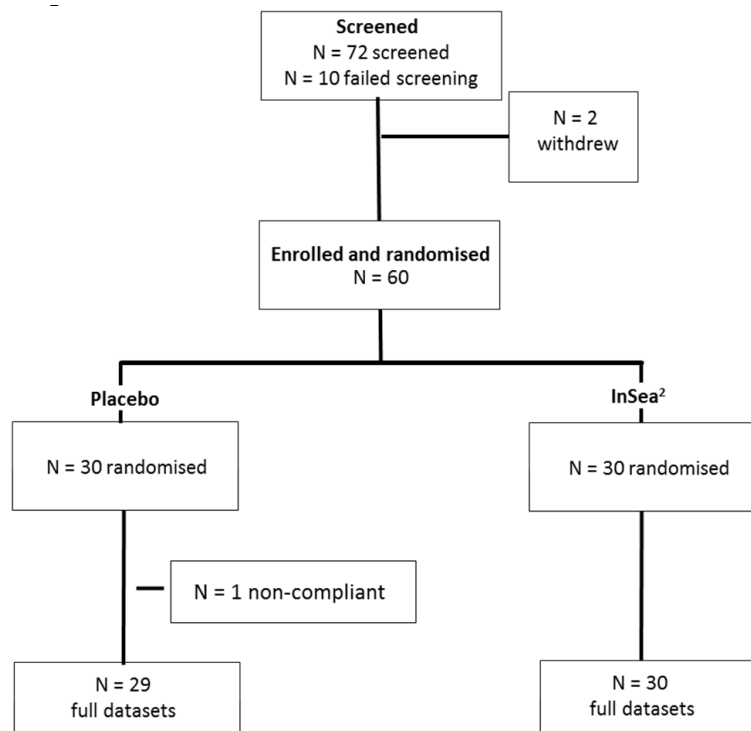 Screened
N = 72 screened
N = 10 failed screening
N = 2
withdrew
Enrolled and randomised
N = 60
Placebo
InSea²
N = 30 randomised
N = 30 randomised
N = 1 non-compliant
N = 29
full datasets
N = 30
full datasets